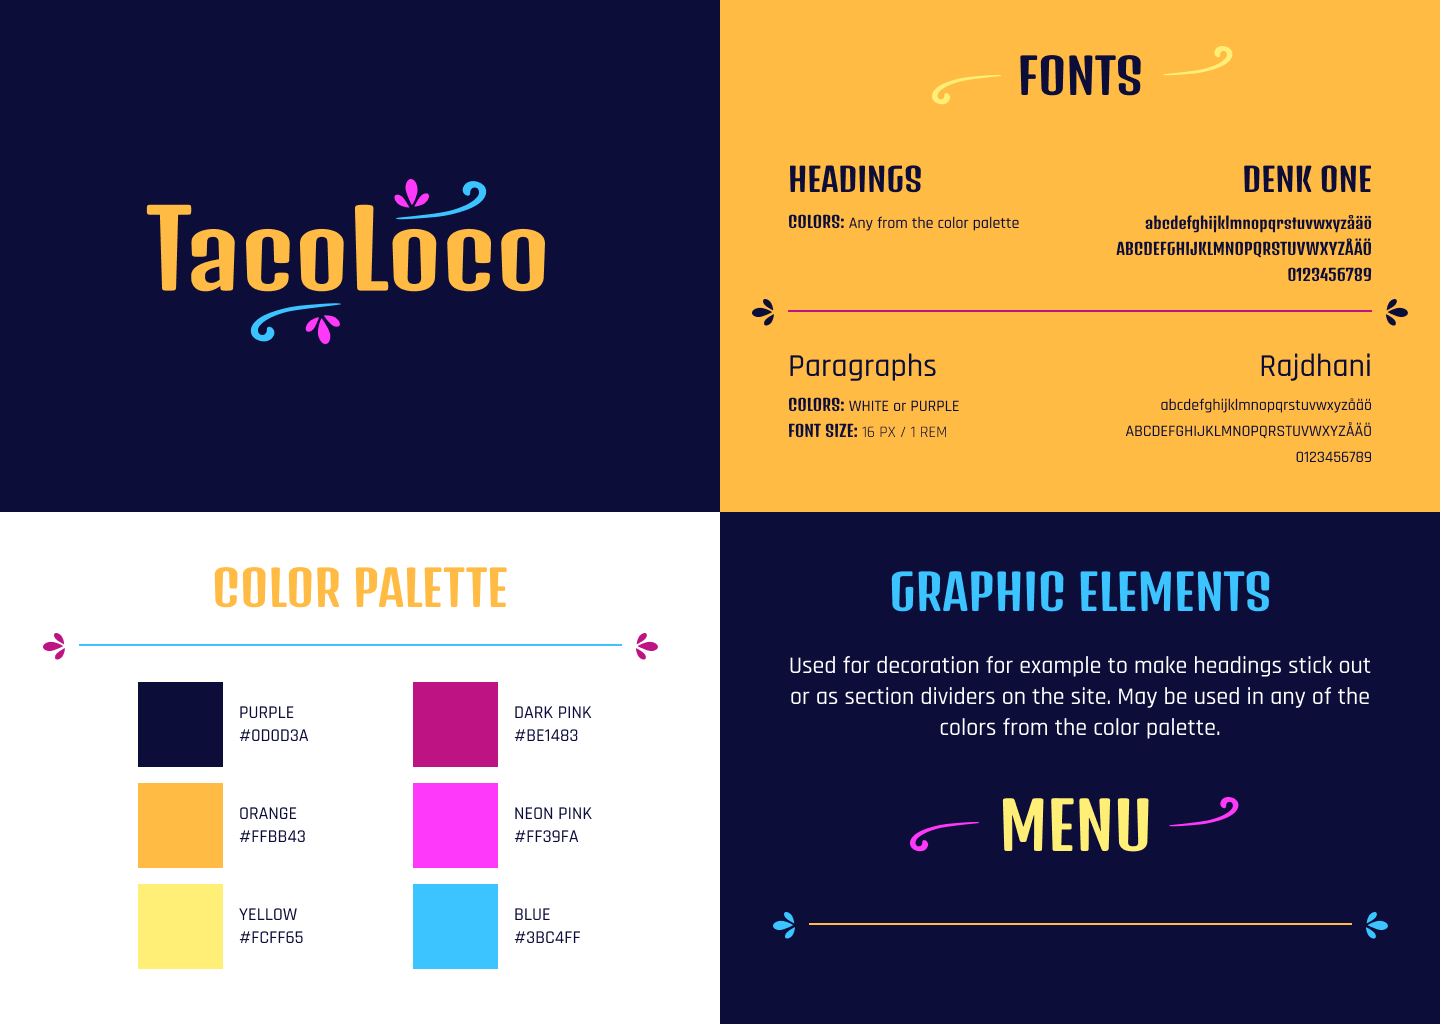 TacoLoco
FONTS
HEADINGS
COLORS: Any from the color palette
DENK ONE
abcdefghijklmnopqrstuvwxyzåäö
ABCDEFGHIJKLMNOPQRSTUVWXYZÅÄÖ
0123456789
Paragraphs
COLORS: WHITE or PURPLE
FONT SIZE: 16 PX / 1 REM
Rajdhani
abcdefghijklmnopqrstuvwxyzåäö
ABCDEFGHIJKLMNOPQRSTUVWXYZÅÄÖ
0123456789
COLOR PALETTE
PURPLE
#0D0D3A
DARK PINK
#BE1483
ORANGE
#FFBB43
NEON PINK
#FF39FA
YELLOW
#FCFF65
BLUE
#3BC4FF
GRAPHIC ELEMENTS
Used for decoration for example to make headings stick out
or as section dividers on the site. May be used in any of the
colors from the color palette.
MENU